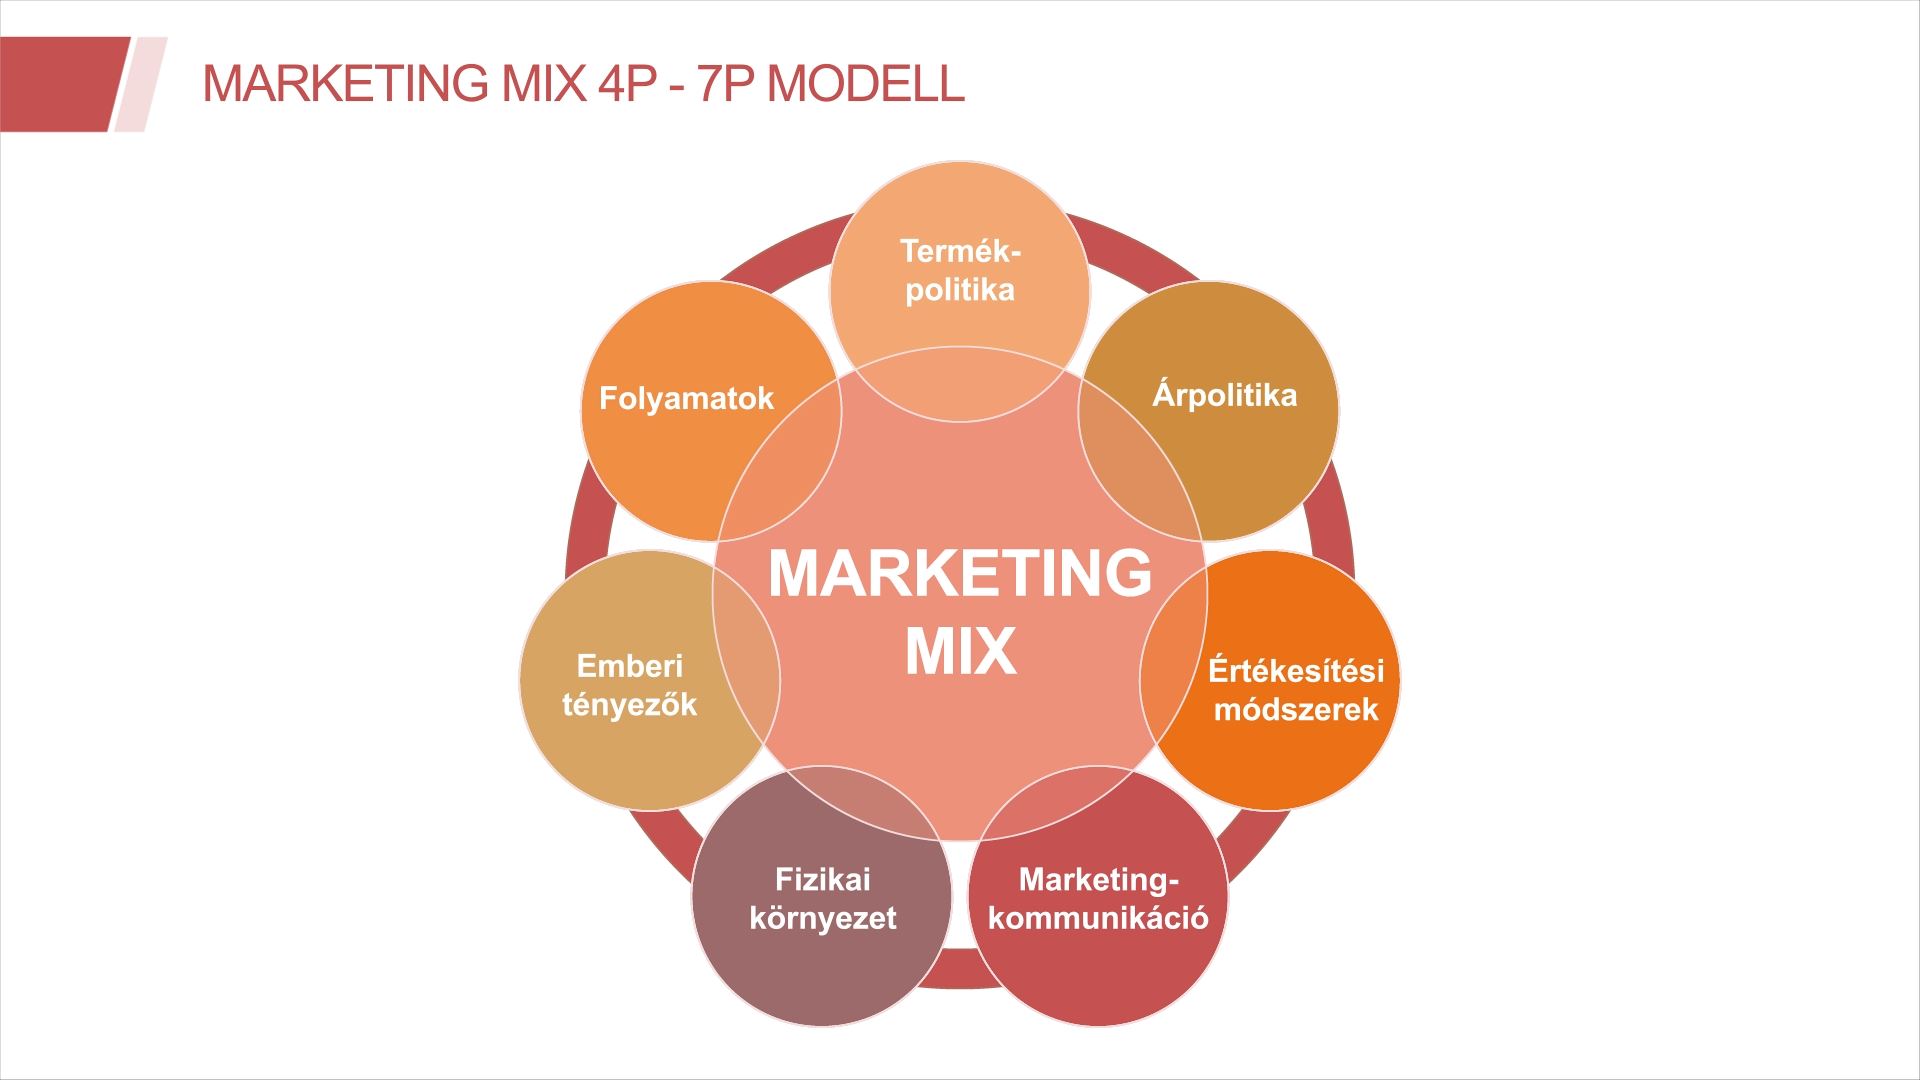 MARKETING MIX 4P - 7P MODELL
Termék-
politika
Folyamatok
Árpolitika
MARKETING
MIX
Emberi
tényezők
Értékesítési
módszerek
Fizikai
környezet
Marketing-
kommunikáció